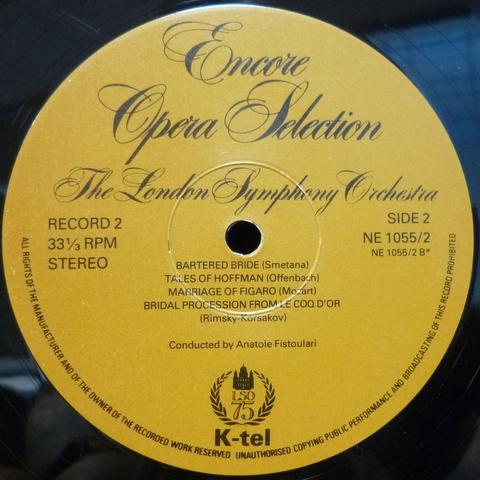 Encore
Opera Selection
The London Symphony Orchestra
RECORD 2
33⅓ RPM
STEREO
SIDE 2
NE 1055/2
NE 1055/2 B*
BARTERED BRIDE (Smetana)
TALES OF HOFFMAN (Offenbach)
MARRIAGE OF FIGARO (Mozart)
BRIDAL PROCESSION FROM LE COQ D'OR
(Rimsky-Korsakov)
Conducted by Anatole Fistoulari
LSO
75
K-tel
ALL RIGHTS OF THE MANUFACTURER AND OF THE OWNER OF THE RECORDED WORK RESERVED UNAUTHORISED COPYING PUBLIC PERFORMANCE AND BROADCASTING OF THIS RECORD PROHIBITED